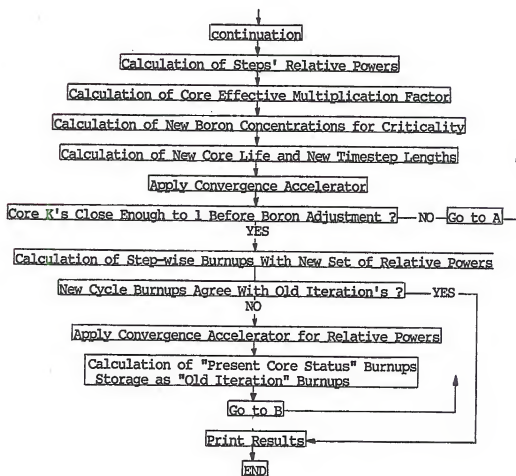 continuation
Calculation of Steps' Relative Powers
Calculation of Core Effective Multiplication Factor
Calculation of New Boron Concentrations for Criticality
Calculation of New Core Life and New Timestep Lengths
Apply Convergence Accelerator
Core K's Close Enough to 1 Before Boron Adjustment ? NO Go to A
YES
Calculation of Step-wise Burnups With New Set of Relative Powers
New Cycle Burnups Agree With Old Iteration's ? YES
NO
Apply Convergence Accelerator for Relative Powers
Calculation of "Present Core Status" Burnups
Storage as "Old Iteration" Burnups
Go to B
Print Results
END